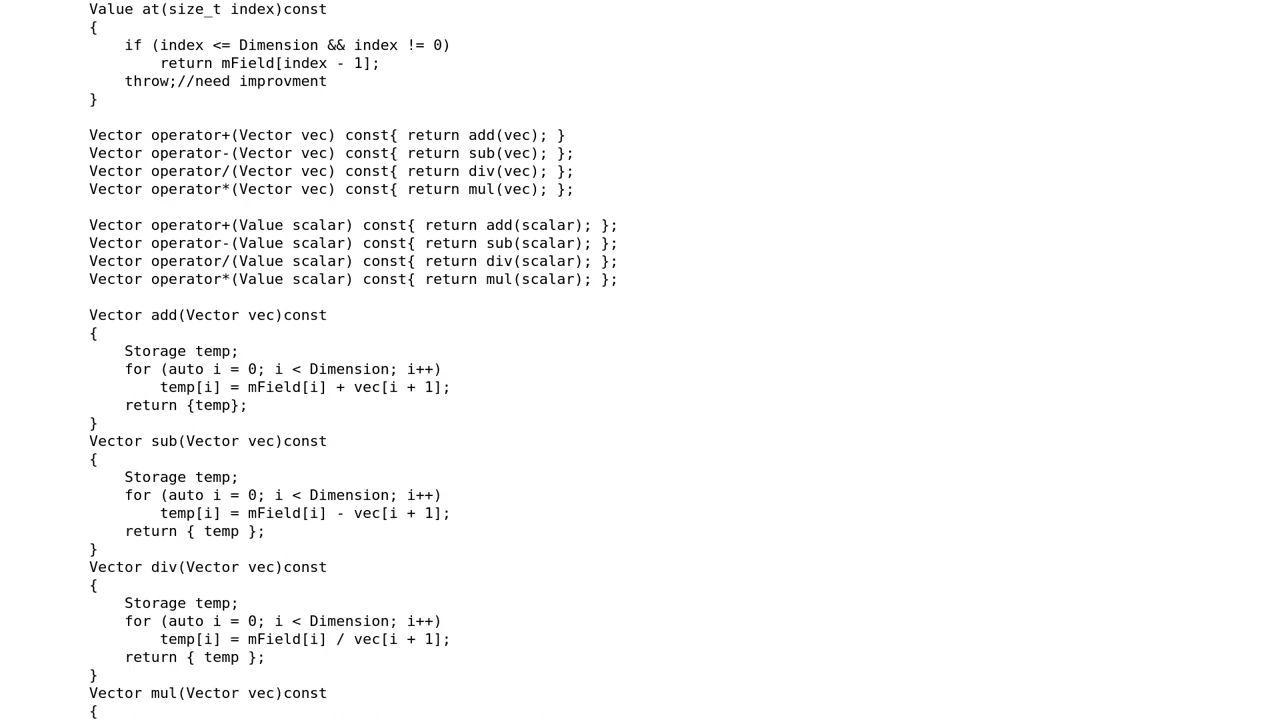 Value at(size_t index)const
{
    if (index <= Dimension && index != 0)
        return mField[index - 1];
    throw;//need improvment
}

Vector operator+(Vector vec) const{ return add(vec); }
Vector operator-(Vector vec) const{ return sub(vec); };
Vector operator/(Vector vec) const{ return div(vec); };
Vector operator*(Vector vec) const{ return mul(vec); };

Vector operator+(Value scalar) const{ return add(scalar); };
Vector operator-(Value scalar) const{ return sub(scalar); };
Vector operator/(Value scalar) const{ return div(scalar); };
Vector operator*(Value scalar) const{ return mul(scalar); };

Vector add(Vector vec)const
{
    Storage temp;
    for (auto i = 0; i < Dimension; i++)
        temp[i] = mField[i] + vec[i + 1];
    return {temp};
}
Vector sub(Vector vec)const
{
    Storage temp;
    for (auto i = 0; i < Dimension; i++)
        temp[i] = mField[i] - vec[i + 1];
    return { temp };
}
Vector div(Vector vec)const
{
    Storage temp;
    for (auto i = 0; i < Dimension; i++)
        temp[i] = mField[i] / vec[i + 1];
    return { temp };
}
Vector mul(Vector vec)const
{